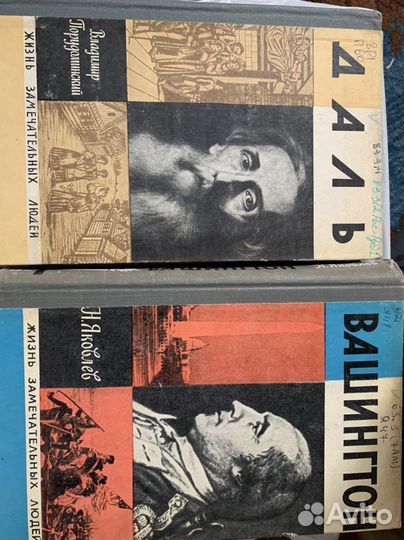 Владимир
Порудоминский
ДАЛЬ
ЖИЗНЬ ЗАМЕЧАТЕЛЬНЫХ ЛЮДЕЙ
Н.Яковлев
ВАШИНГТО
ЖИЗНЬ ЗАМЕЧАТЕЛЬНЫХ ЛЮДЕЙ
Avito